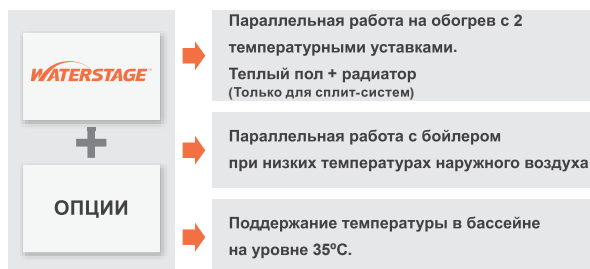 WATERSTAGE
ОПЦИИ
Параллельная работа на обогрев с 2
температурными уставками.
Теплый пол + радиатор
(Только для сплит-систем)
Параллельная работа с бойлером
при низких температурах наружного воздуха
Поддержание температуры в бассейне
на уровне 35ºС.